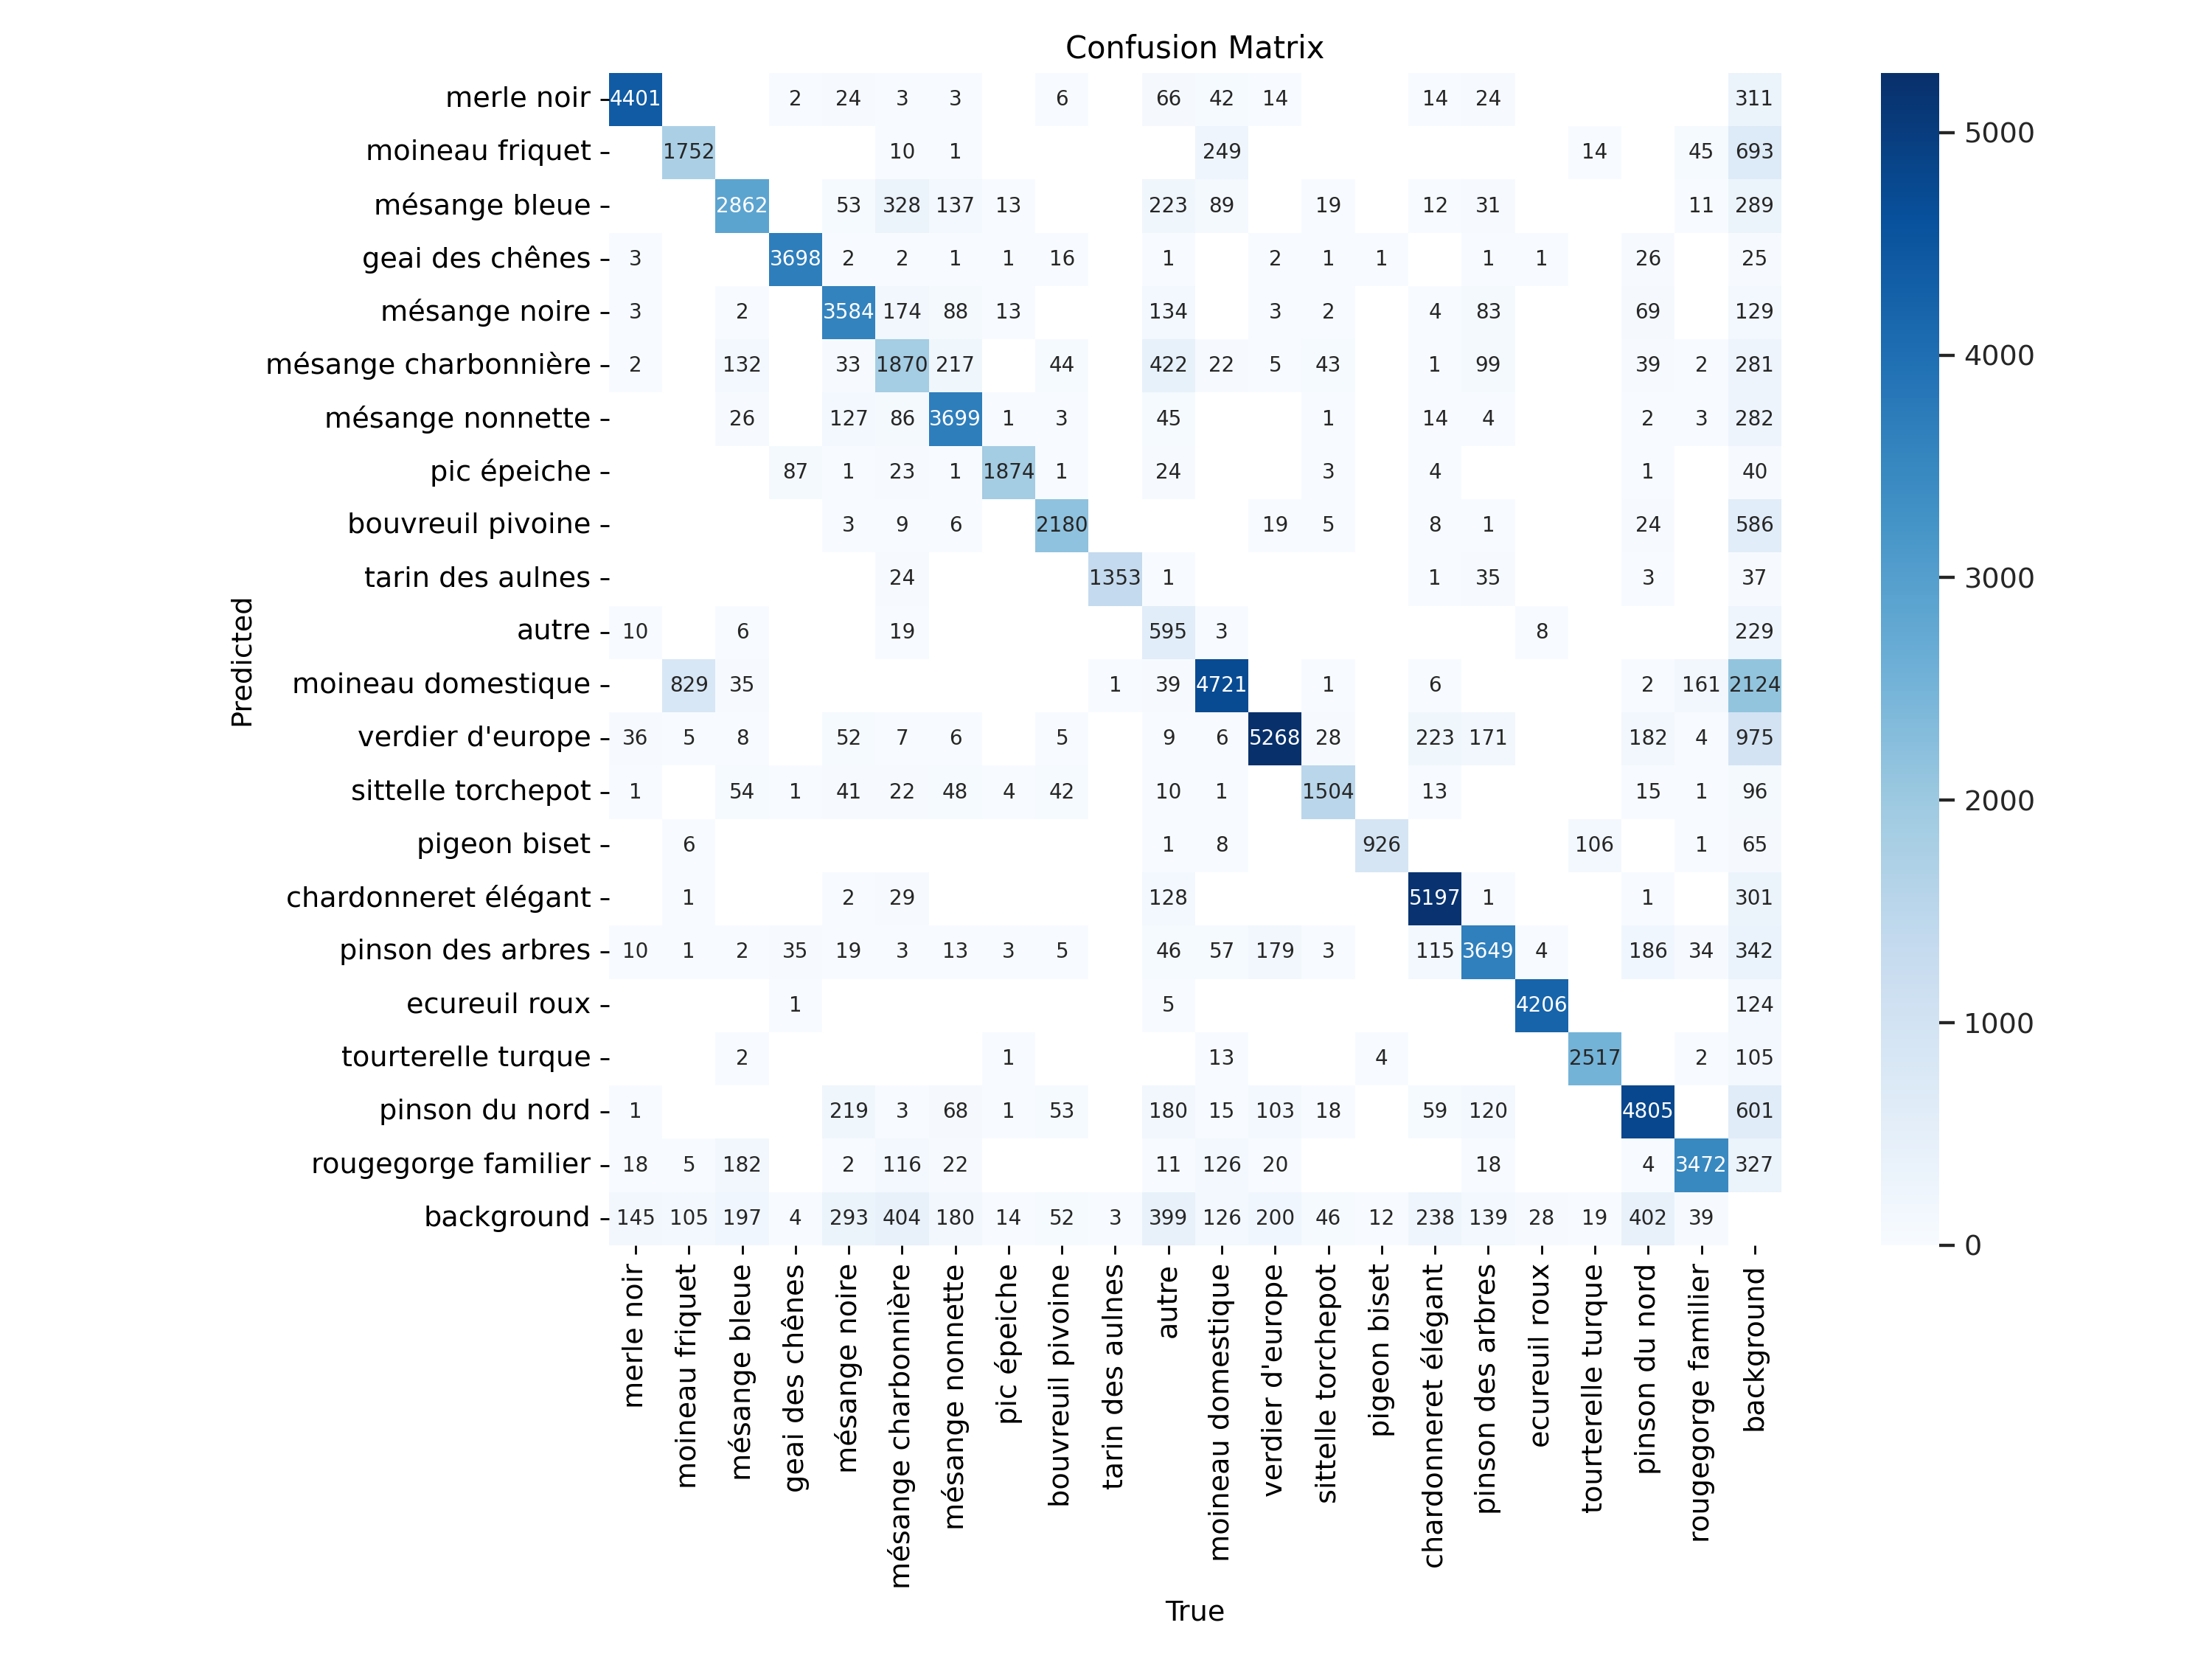 Confusion Matrix
merle noir 4401 2 24 3 3 6 66 42 14 14 24 311
moineau friquet 1752 10 1 249 14 45 693
mésange bleue 2862 53 328 137 13 223 89 19 12 31 11 289
geai des chênes 3 3698 2 2 1 1 16 1 2 1 1 1 1 26 25
mésange noire 3 2 3584 174 88 13 134 3 2 4 83 69 129
mésange charbonnière 2 132 33 1870 217 44 422 22 5 43 1 99 39 2 281
mésange nonnette 26 127 86 3699 1 3 45 1 14 4 2 3 282
pic épeiche 87 1 23 1 1874 1 24 3 4 1 40
bouvreuil pivoine 3 9 6 2180 19 5 8 1 24 586
tarin des aulnes 24 1353 1 1 35 3 37
autre 10 6 19 595 3 8 229
moineau domestique 829 35 1 39 4721 1 6 2 161 2124
verdier d'europe 36 5 8 52 7 6 5 9 6 5268 28 223 171 182 4 975
sittelle torchepot 1 54 1 41 22 48 4 42 10 1 1504 13 15 1 96
pigeon biset 6 1 8 926 106 1 65
chardonneret élégant 1 2 29 128 5197 1 1 301
pinson des arbres 10 1 2 35 19 3 13 3 5 46 57 179 3 115 3649 4 186 34 342
ecureuil roux 1 5 4206 124
tourterelle turque 2 1 13 4 2517 2 105
pinson du nord 1 219 3 68 1 53 180 15 103 18 59 120 4805 601
rougegorge familier 18 5 182 2 116 22 11 126 20 18 4 3472 327
background 145 105 197 4 293 404 180 14 52 3 399 126 200 46 12 238 139 28 19 402 39
Predicted
merle noir
moineau friquet
mésange bleue
geai des chênes
mésange noire
mésange charbonnière
mésange nonnette
pic épeiche
bouvreuil pivoine
tarin des aulnes
autre
moineau domestique
verdier d'europe
sittelle torchepot
pigeon biset
chardonneret élégant
pinson des arbres
ecureuil roux
tourterelle turque
pinson du nord
rougegorge familier
background
True
5000
4000
3000
2000
1000
0